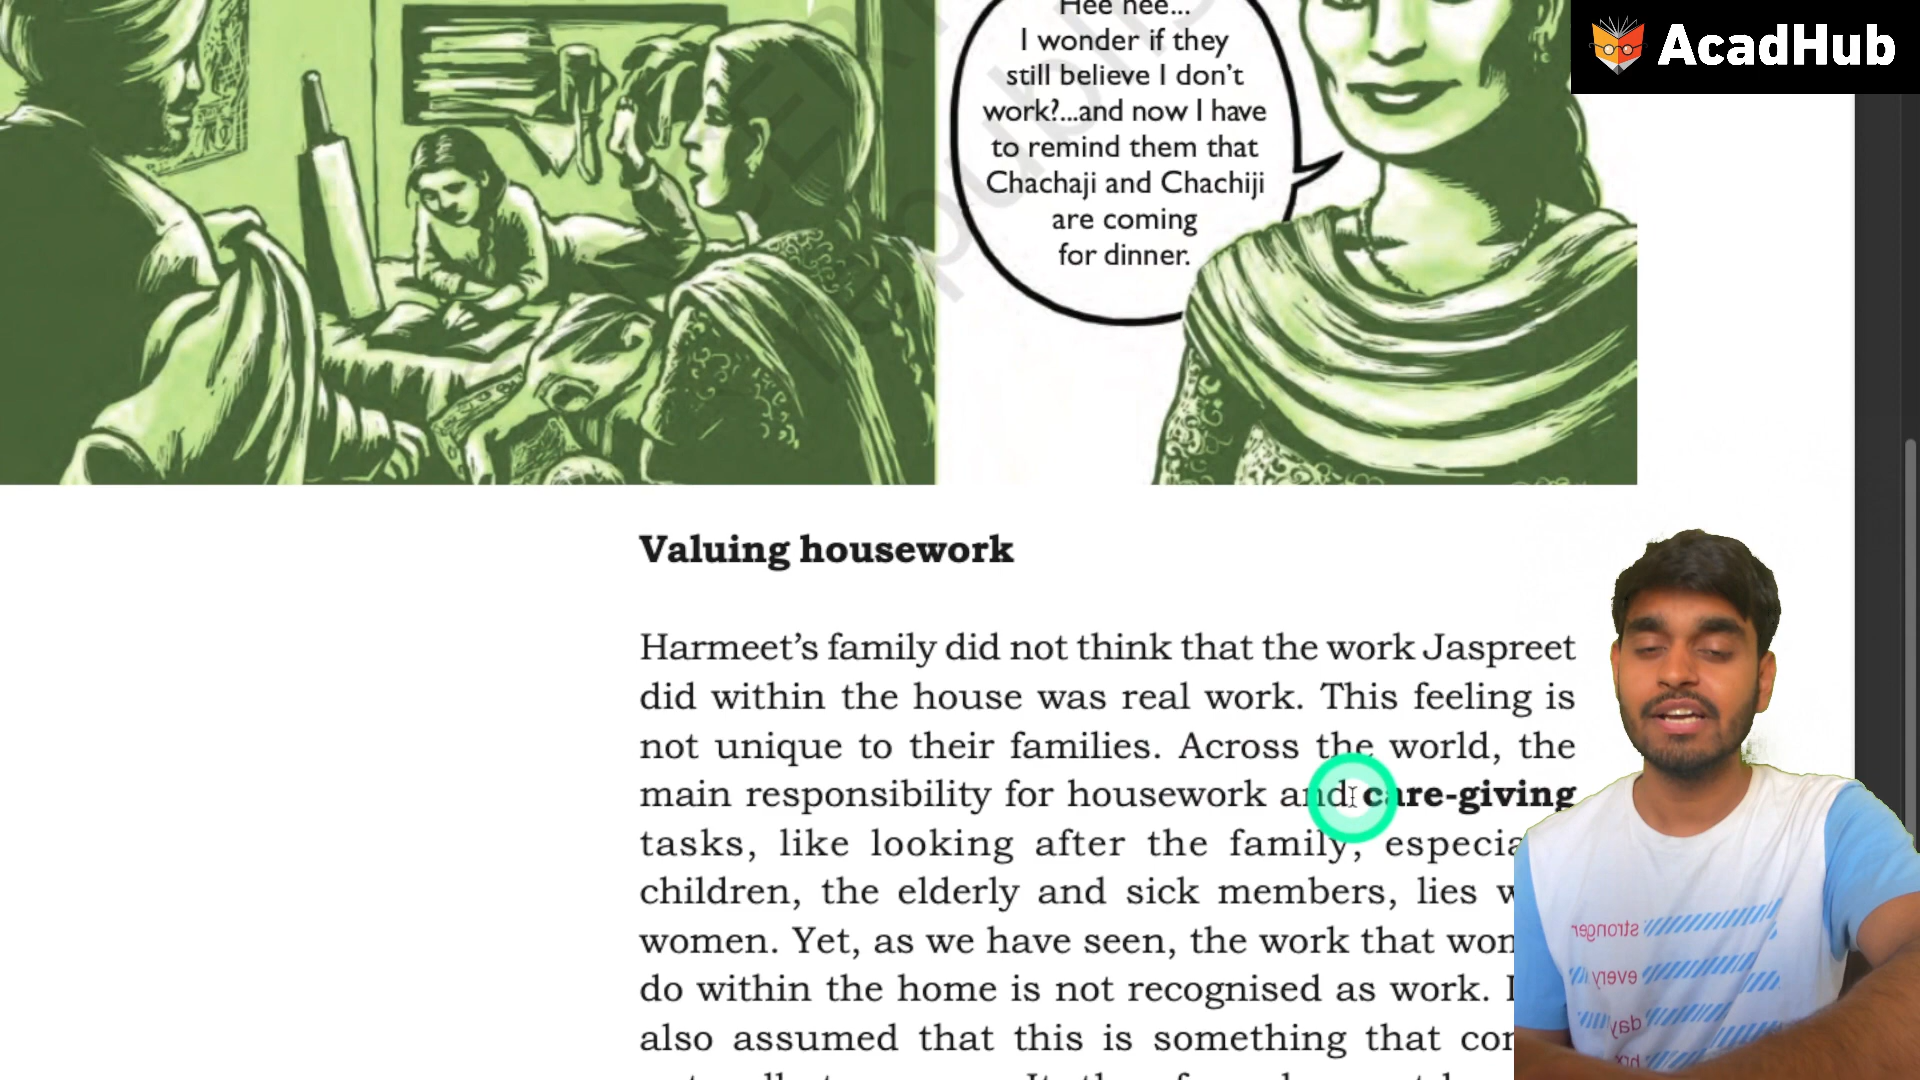 Hee hee...
I wonder if they
still believe I don't
work?...and now I have
to remind them that
Chachaji and Chachiji
are coming
for dinner.
AcadHub
Valuing housework
Harmeet's family did not think that the work Jaspreet
did within the house was real work. This feeling is
not unique to their families. Across the world, the
main responsibility for housework and care-giving
tasks, like looking after the family,
children, the elderly and sick members, lies
women. Yet, as we have seen, the work that
do within the home is not recognised as work.
also assumed that this is something that
stronger
every
day